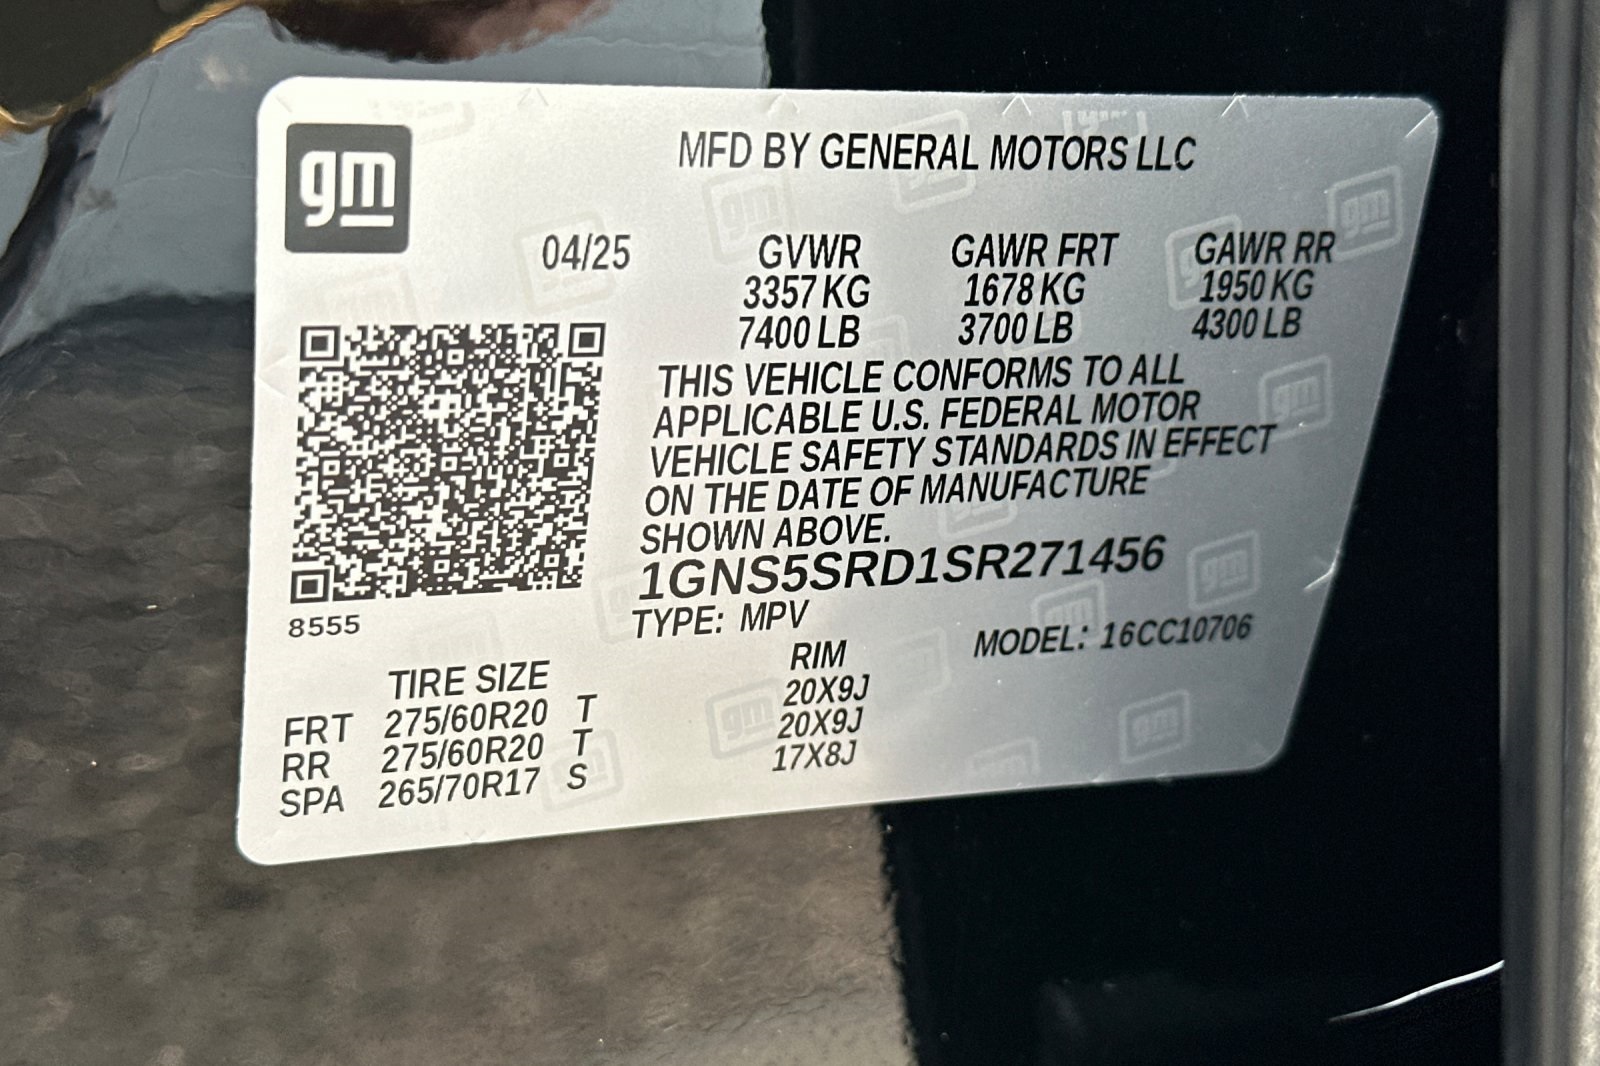 gm
MFD BY GENERAL MOTORS LLC
04/25 GVWR GAWR FRT GAWR RR
3357 KG 1678 KG 1950 KG
7400 LB 3700 LB 4300 LB
THIS VEHICLE CONFORMS TO ALL
APPLICABLE U.S. FEDERAL MOTOR
VEHICLE SAFETY STANDARDS IN EFFECT
ON THE DATE OF MANUFACTURE
SHOWN ABOVE.
1GNS5SRD1SR271456
8555
TYPE: MPV MODEL: 16CC10706
TIRE SIZE RIM
FRT 275/60R20 T 20X9J
RR 275/60R20 T 20X9J
SPA 265/70R17 S 17X8J